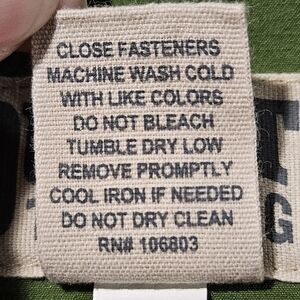 CLOSE FASTENERS
MACHINE WASH COLD
WITH LIKE COLORS
DO NOT BLEACH
TUMBLE DRY LOW
REMOVE PROMPTLY
COOL IRON IF NEEDED
DO NOT DRY CLEAN
RN# 106803